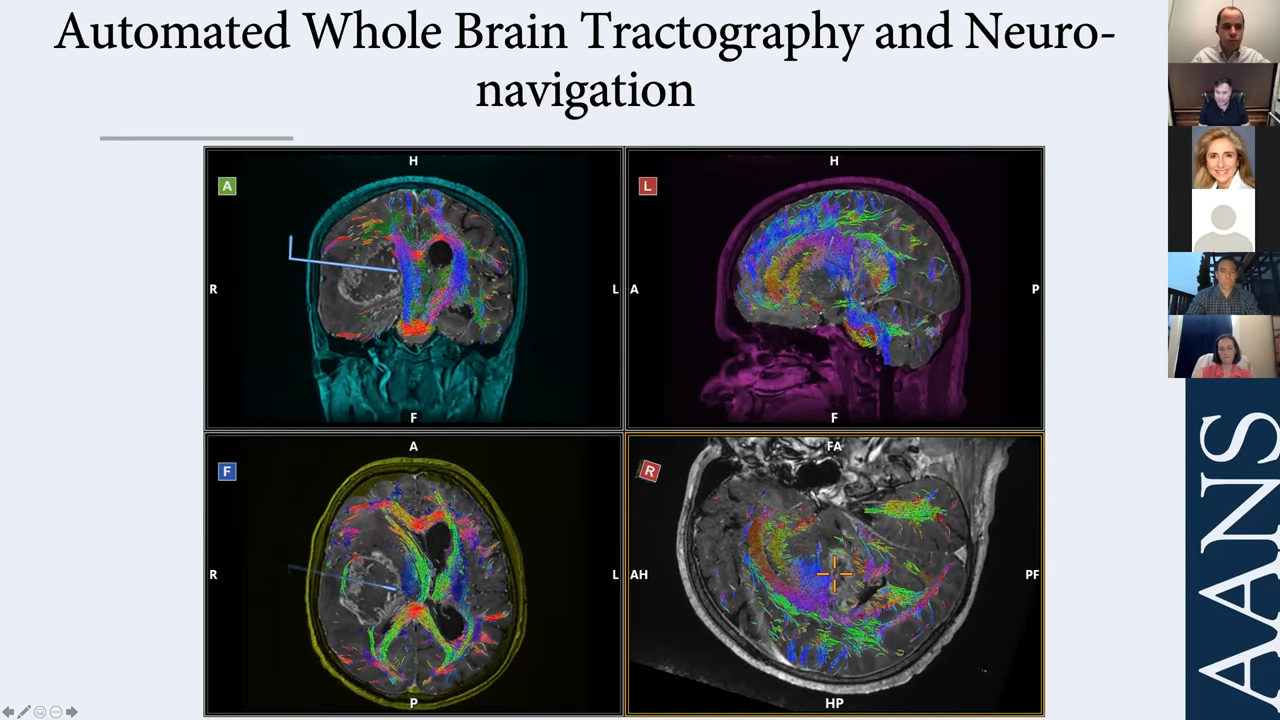 Automated Whole Brain Tractography and Neuro-
navigation
H
A
R
L
F
H
L
A
P
F
A
F
R
L
P
FA
R
AH
PF
HP
AANS